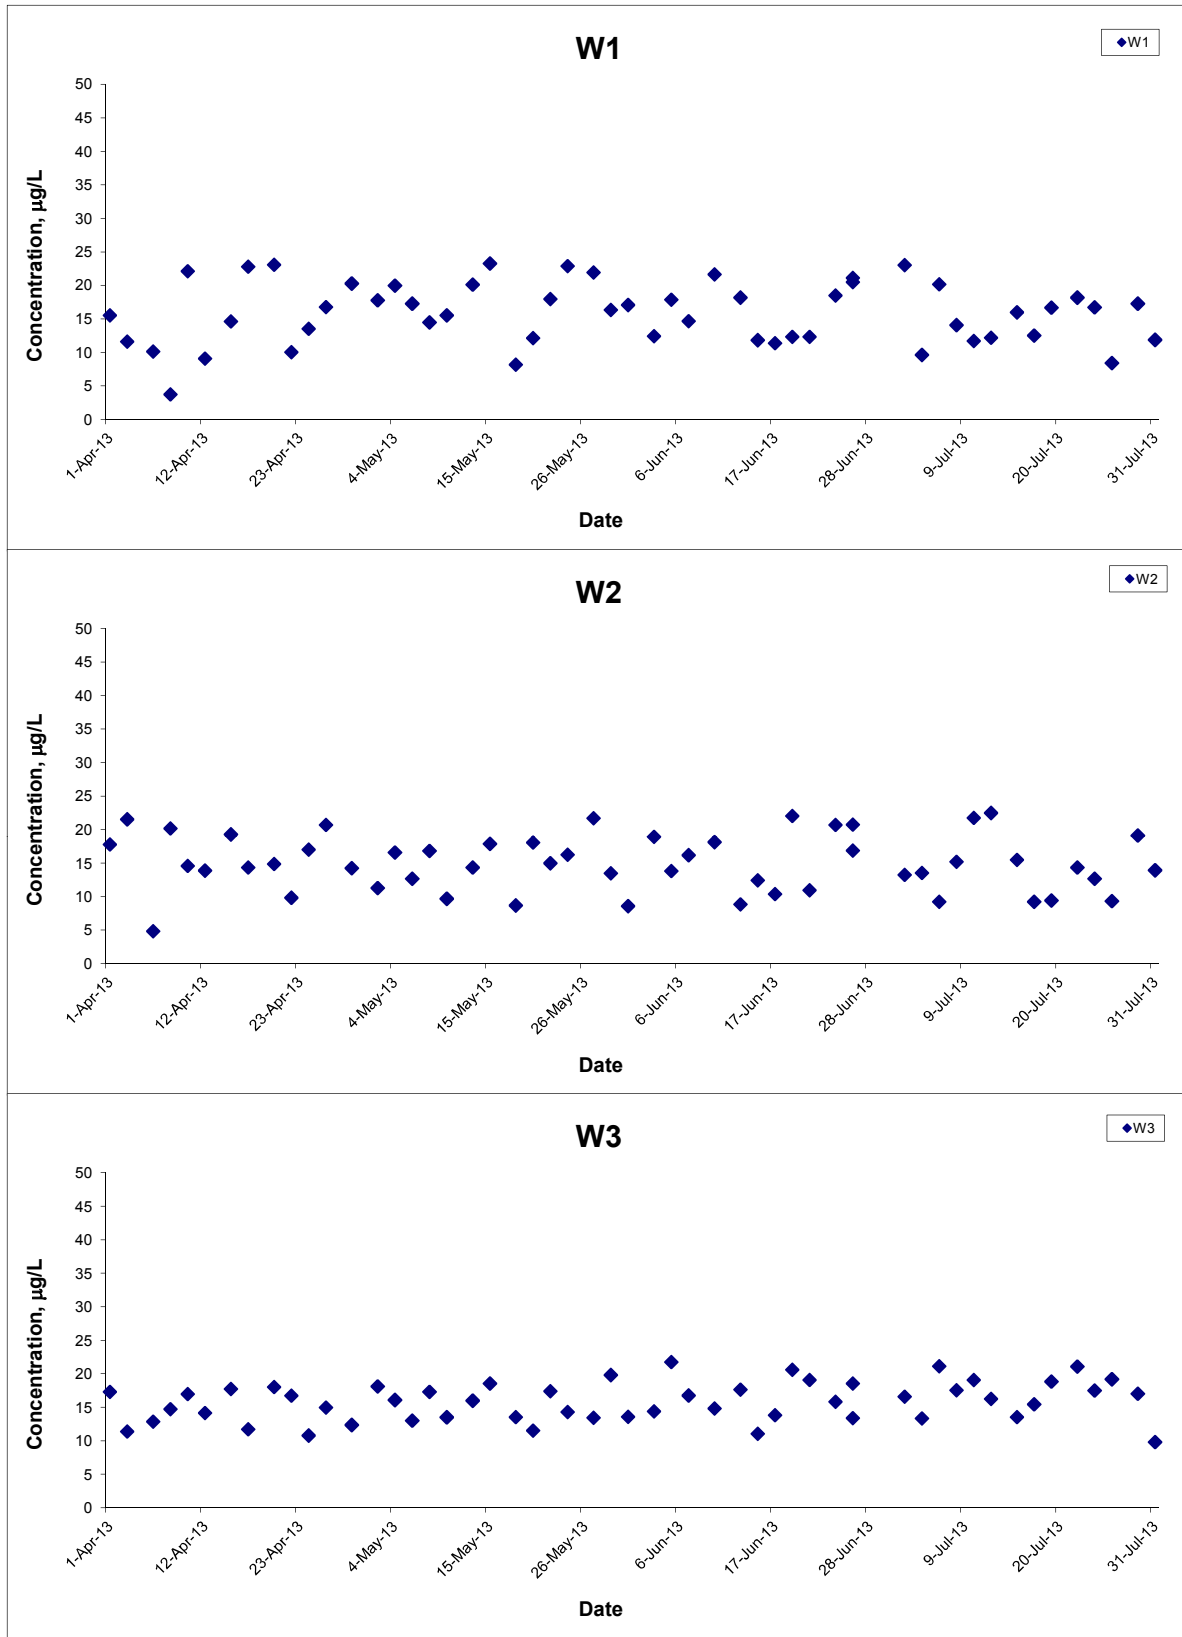 W1
W1
50
45
40
35
30
25
20
15
10
5
0
Concentration, µg/L
1-Apr-13
12-Apr-13
23-Apr-13
4-May-13
15-May-13
26-May-13
6-Jun-13
17-Jun-13
28-Jun-13
9-Jul-13
20-Jul-13
31-Jul-13
Date
W2
W2
50
45
40
35
30
25
20
15
10
5
0
Concentration, µg/L
1-Apr-13
12-Apr-13
23-Apr-13
4-May-13
15-May-13
26-May-13
6-Jun-13
17-Jun-13
28-Jun-13
9-Jul-13
20-Jul-13
31-Jul-13
Date
W3
W3
50
45
40
35
30
25
20
15
10
5
0
Concentration, µg/L
1-Apr-13
12-Apr-13
23-Apr-13
4-May-13
15-May-13
26-May-13
6-Jun-13
17-Jun-13
28-Jun-13
9-Jul-13
20-Jul-13
31-Jul-13
Date